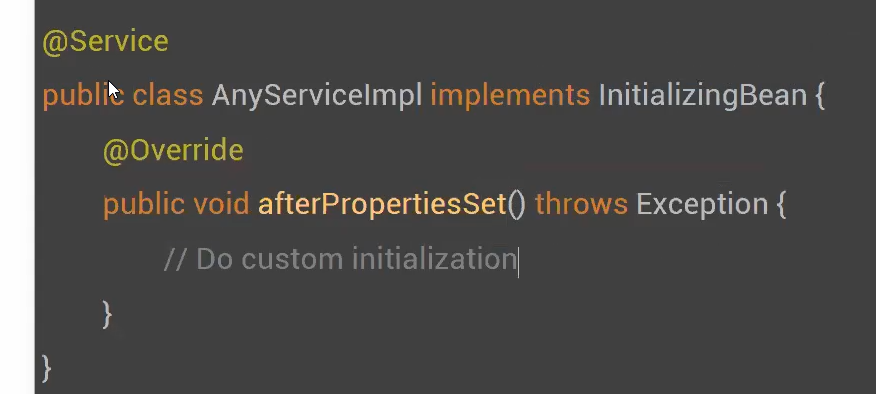 @Service
public class AnyServiceImpl implements InitializingBean {
@Override
public void afterPropertiesSet() throws Exception {
// Do custom initialization
}
}